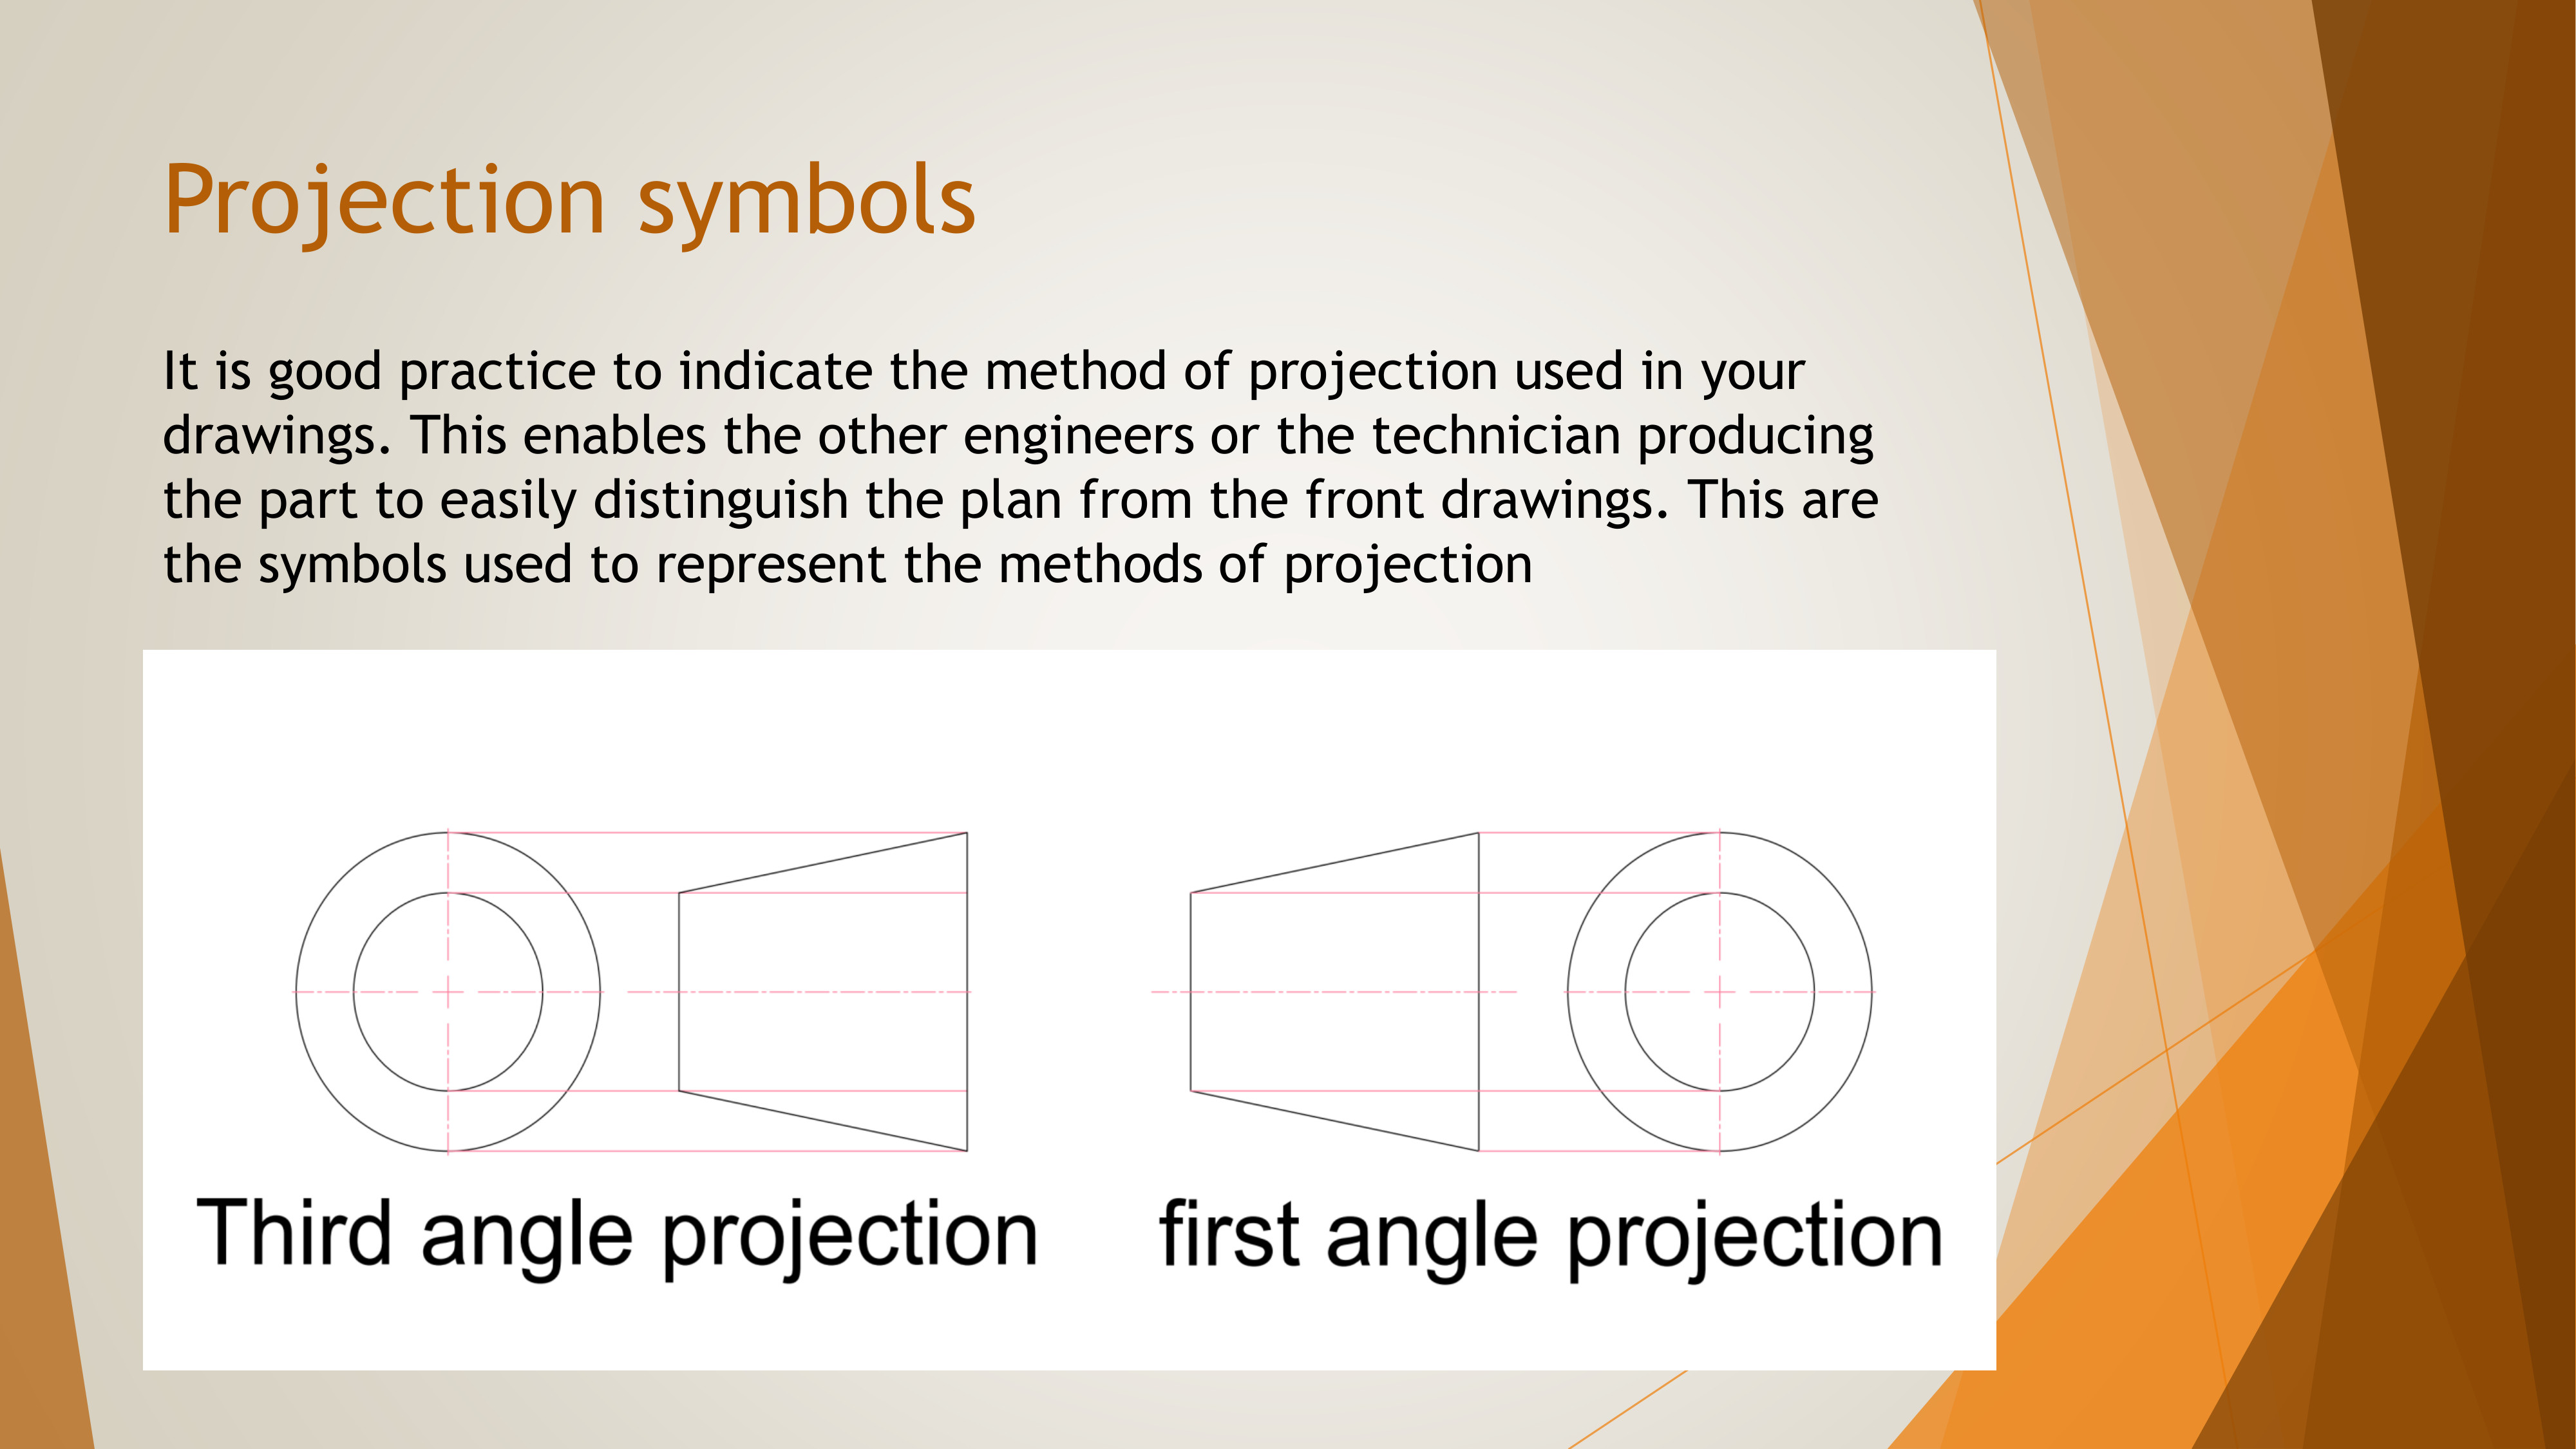 Projection symbols
It is good practice to indicate the method of projection used in your
drawings. This enables the other engineers or the technician producing
the part to easily distinguish the plan from the front drawings. This are
the symbols used to represent the methods of projection
Third angle projection
first angle projection